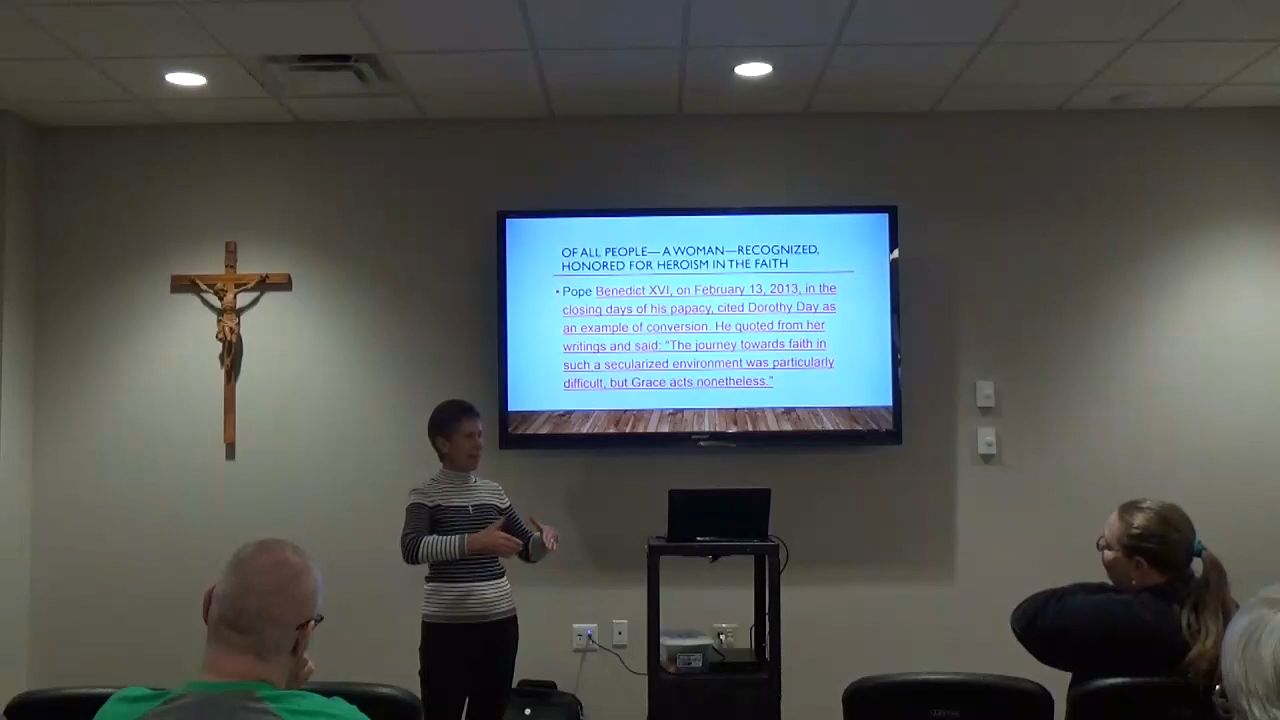 OF ALL PEOPLE—A WOMAN—RECOGNIZED,
HONORED FOR HEROISM IN THE FAITH
• Pope Benedict XVI, on February 13, 2013, in the
closing days of his papacy, cited Dorothy Day as
an example of conversion. He quoted from her
writings and said: “The journey towards faith in
such a secularized environment was particularly
difficult, but Grace acts nonetheless.”